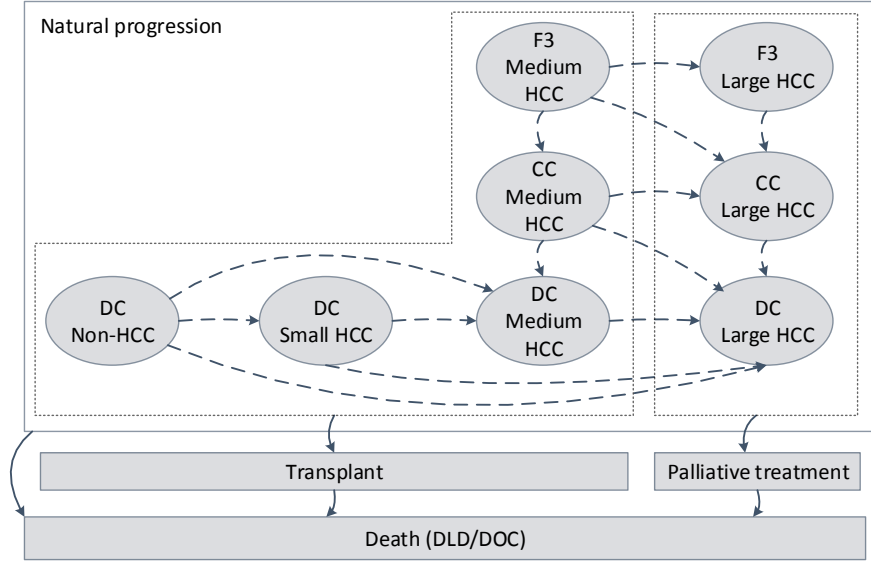 Natural progression
F3
Medium
HCC
F3
Large HCC
CC
Medium
HCC
CC
Large HCC
DC
Non-HCC
DC
Small HCC
DC
Medium
HCC
DC
Large HCC
Transplant
Palliative treatment
Death (DLD/DOC)